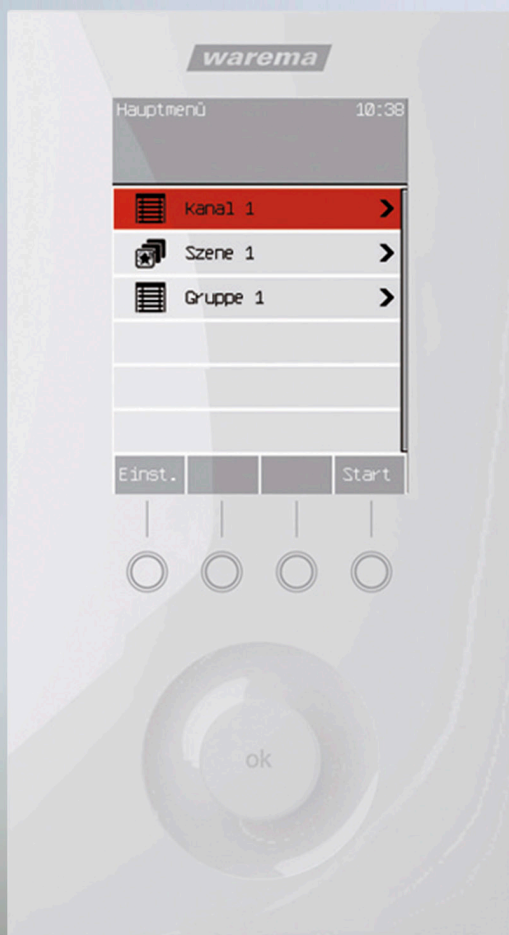 warema
Hauptmenü 10:38
Kanal 1
Szene 1
Gruppe 1
Einst. Start
ok